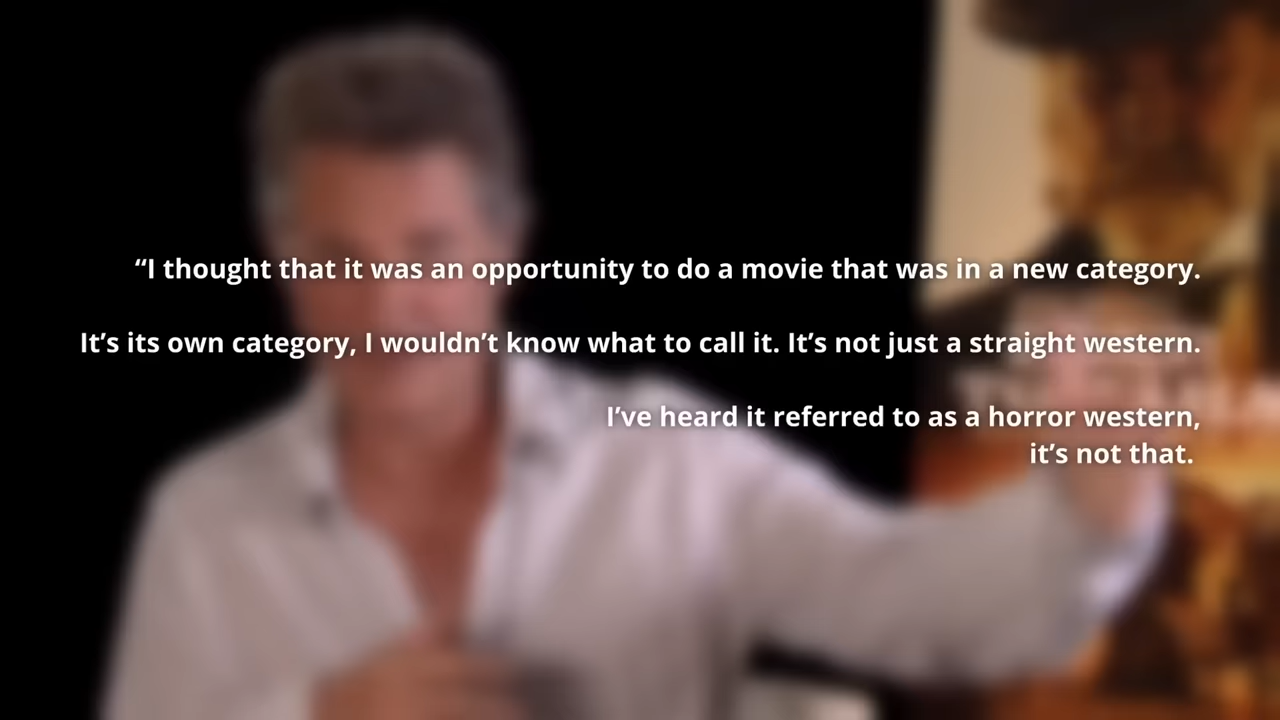 “I thought that it was an opportunity to do a movie that was in a new category.
It’s its own category, I wouldn’t know what to call it. It’s not just a straight western.
I’ve heard it referred to as a horror western,
it’s not that.